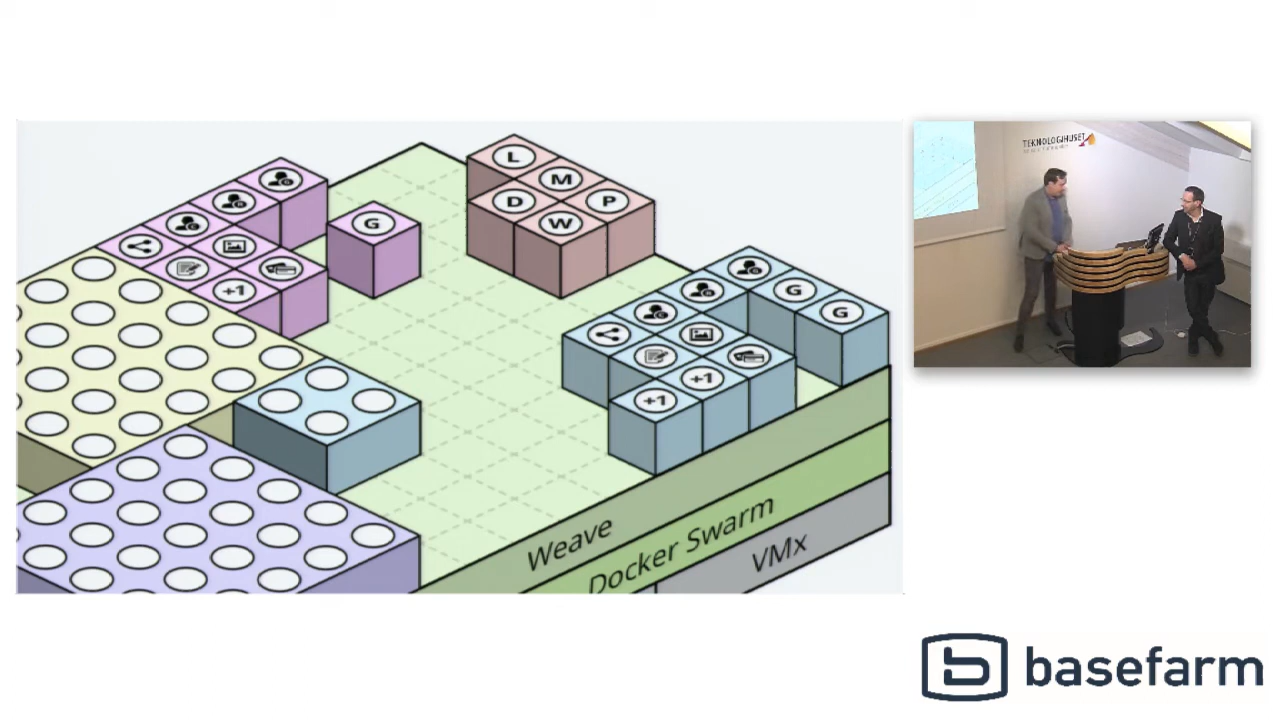 L
M
D
P
W
G
+1
G
G
+1
+1
Weave
Docker Swarm
VMx
TEKNOLOGIHUSET
basefarm